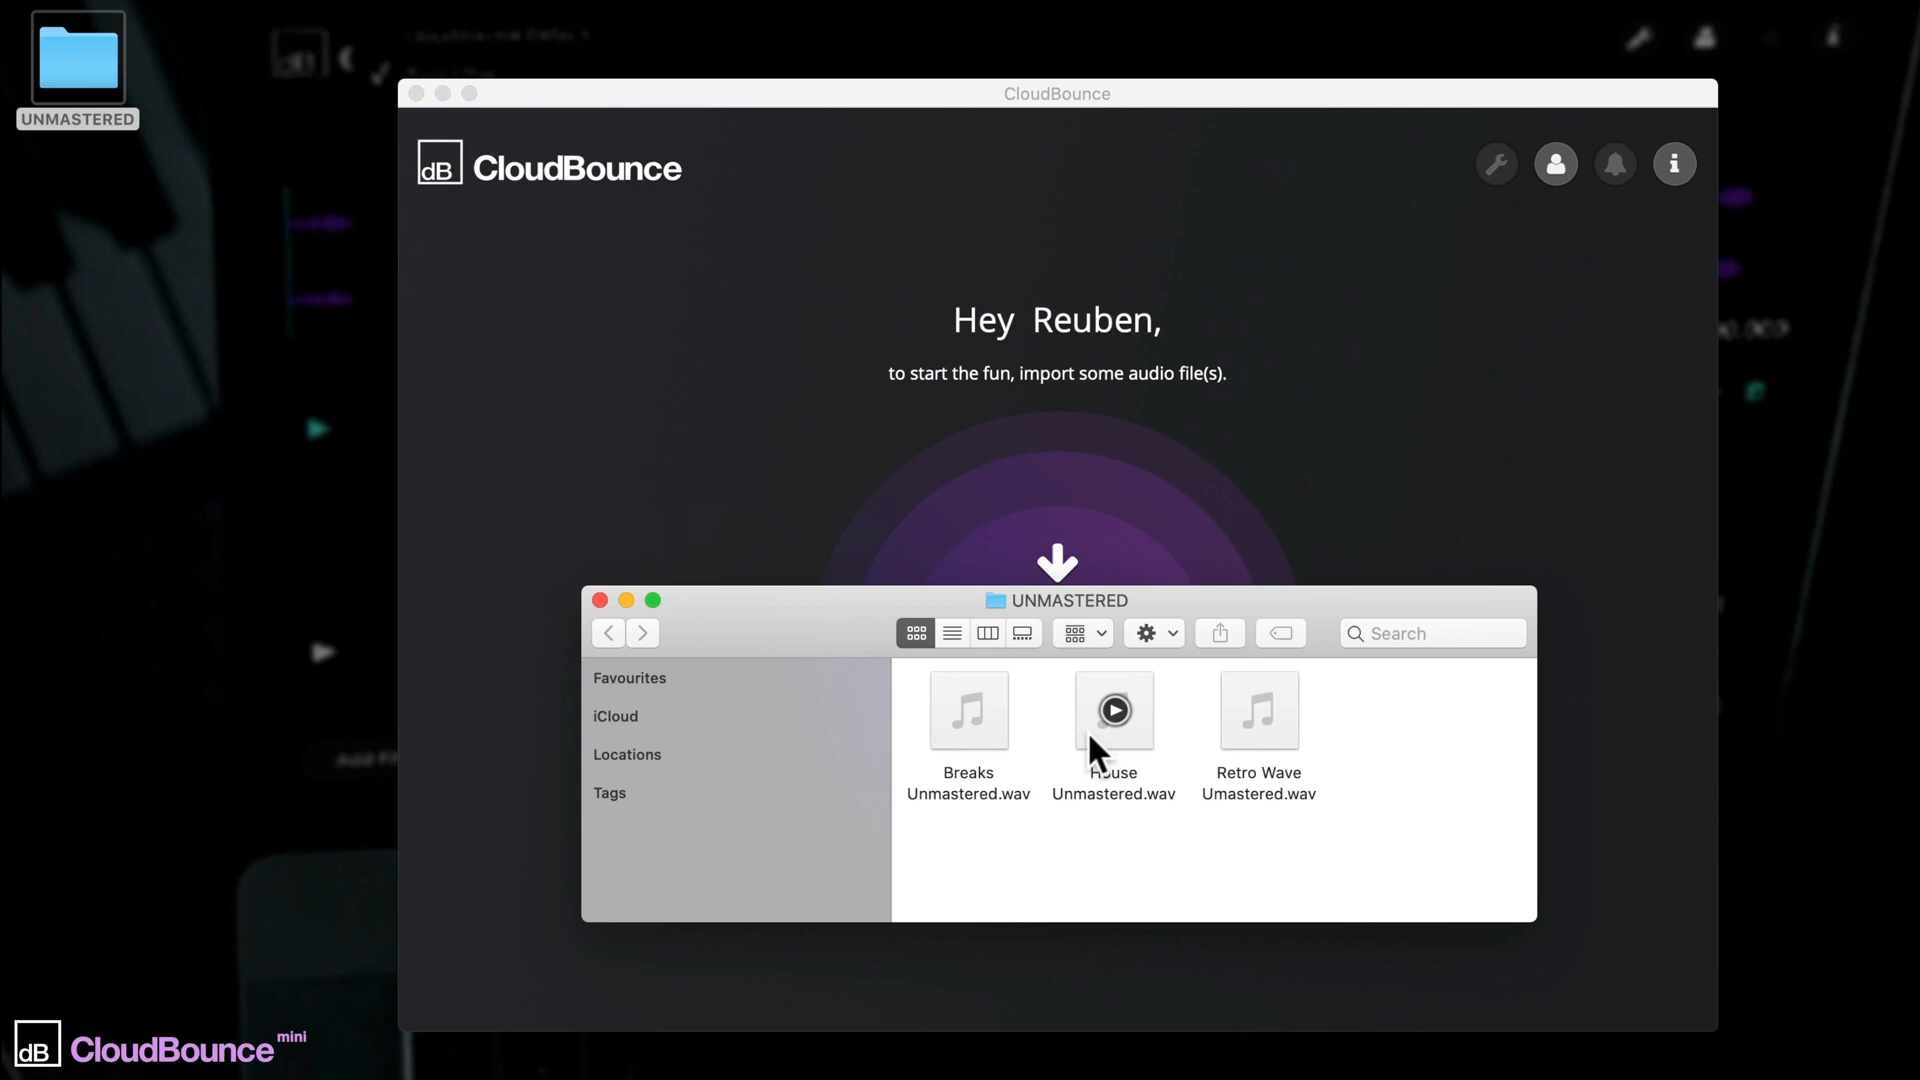 UNMASTERED
CloudBounce
dB CloudBounce
Hey Reuben,
to start the fun, import some audio file(s).
UNMASTERED
Search
Favourites
iCloud
Locations
Tags
Breaks
Unmastered.wav
House
Unmastered.wav
Retro Wave
Umastered.wav
dB CloudBounce mini